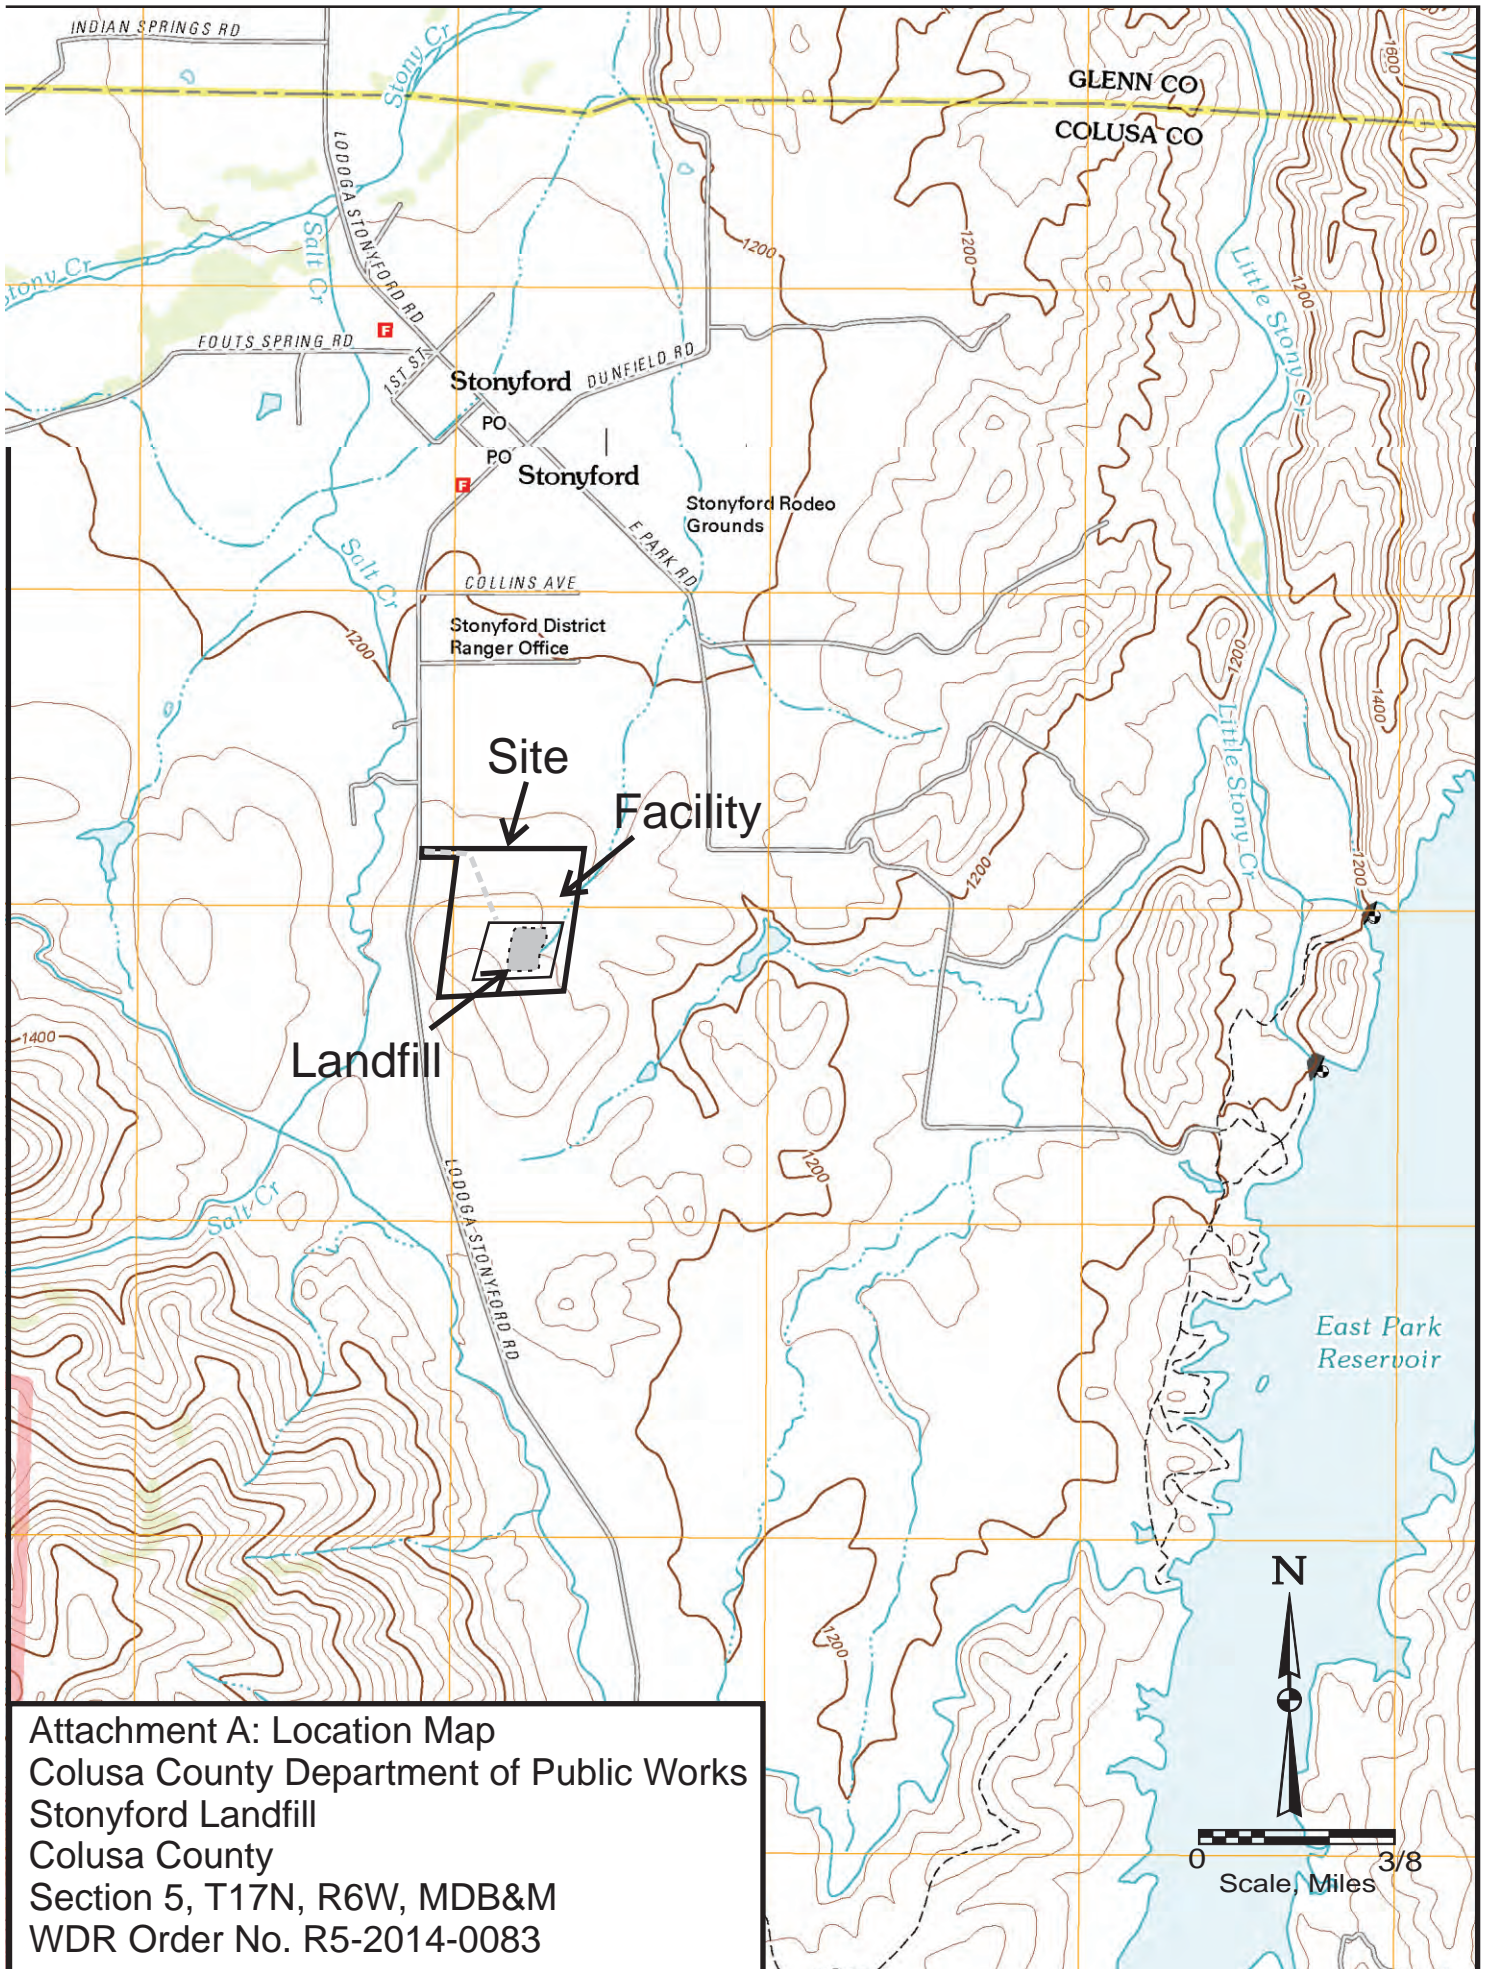 INDIAN SPRINGS RD
Stony Cr
GLENN CO
COLUSA CO
1600
LODOGA STONYFORD RD
Salt Cr
Stony Cr
1200
1200
Little Stony Cr
1200
F
FOUTS SPRING RD
1ST ST
Stonyford
DUNFIELD RD
PO
PO
Stonyford
F
Stonyford Rodeo
Grounds
E PARK RD
Salt Cr
COLLINS AVE
Stonyford District
Ranger Office
1200
1200
1400
Little Stony Cr
Site
Facility
1200
1200
1400
Landfill
1200
LODOGA STONYFORD RD
Salt Cr
East Park
Reservoir
N
1200
0
3/8
Scale, Miles
Attachment A: Location Map
Colusa County Department of Public Works
Stonyford Landfill
Colusa County
Section 5, T17N, R6W, MDB&M
WDR Order No. R5-2014-0083